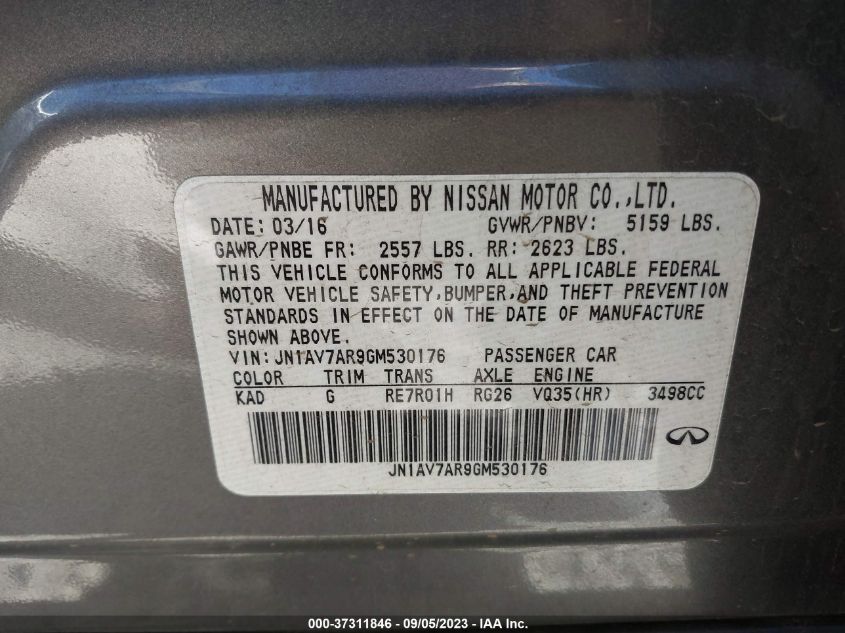 MANUFACTURED BY NISSAN MOTOR CO.,LTD.
DATE: 03/16 GVWR/PNBV: 5159 LBS.
GAWR/PNBE FR: 2557 LBS. RR: 2623 LBS.
THIS VEHICLE CONFORMS TO ALL APPLICABLE FEDERAL
MOTOR VEHICLE SAFETY,BUMPER,AND THEFT PREVENTION
STANDARDS IN EFFECT ON THE DATE OF MANUFACTURE
SHOWN ABOVE.
VIN: JN1AV7AR9GM530176 PASSENGER CAR
COLOR TRIM TRANS AXLE ENGINE
KAD G RE7R01H RG26 VQ35(HR) 3498CC
JN1AV7AR9GM530176
000-37311846 - 09/05/2023 - IAA Inc.